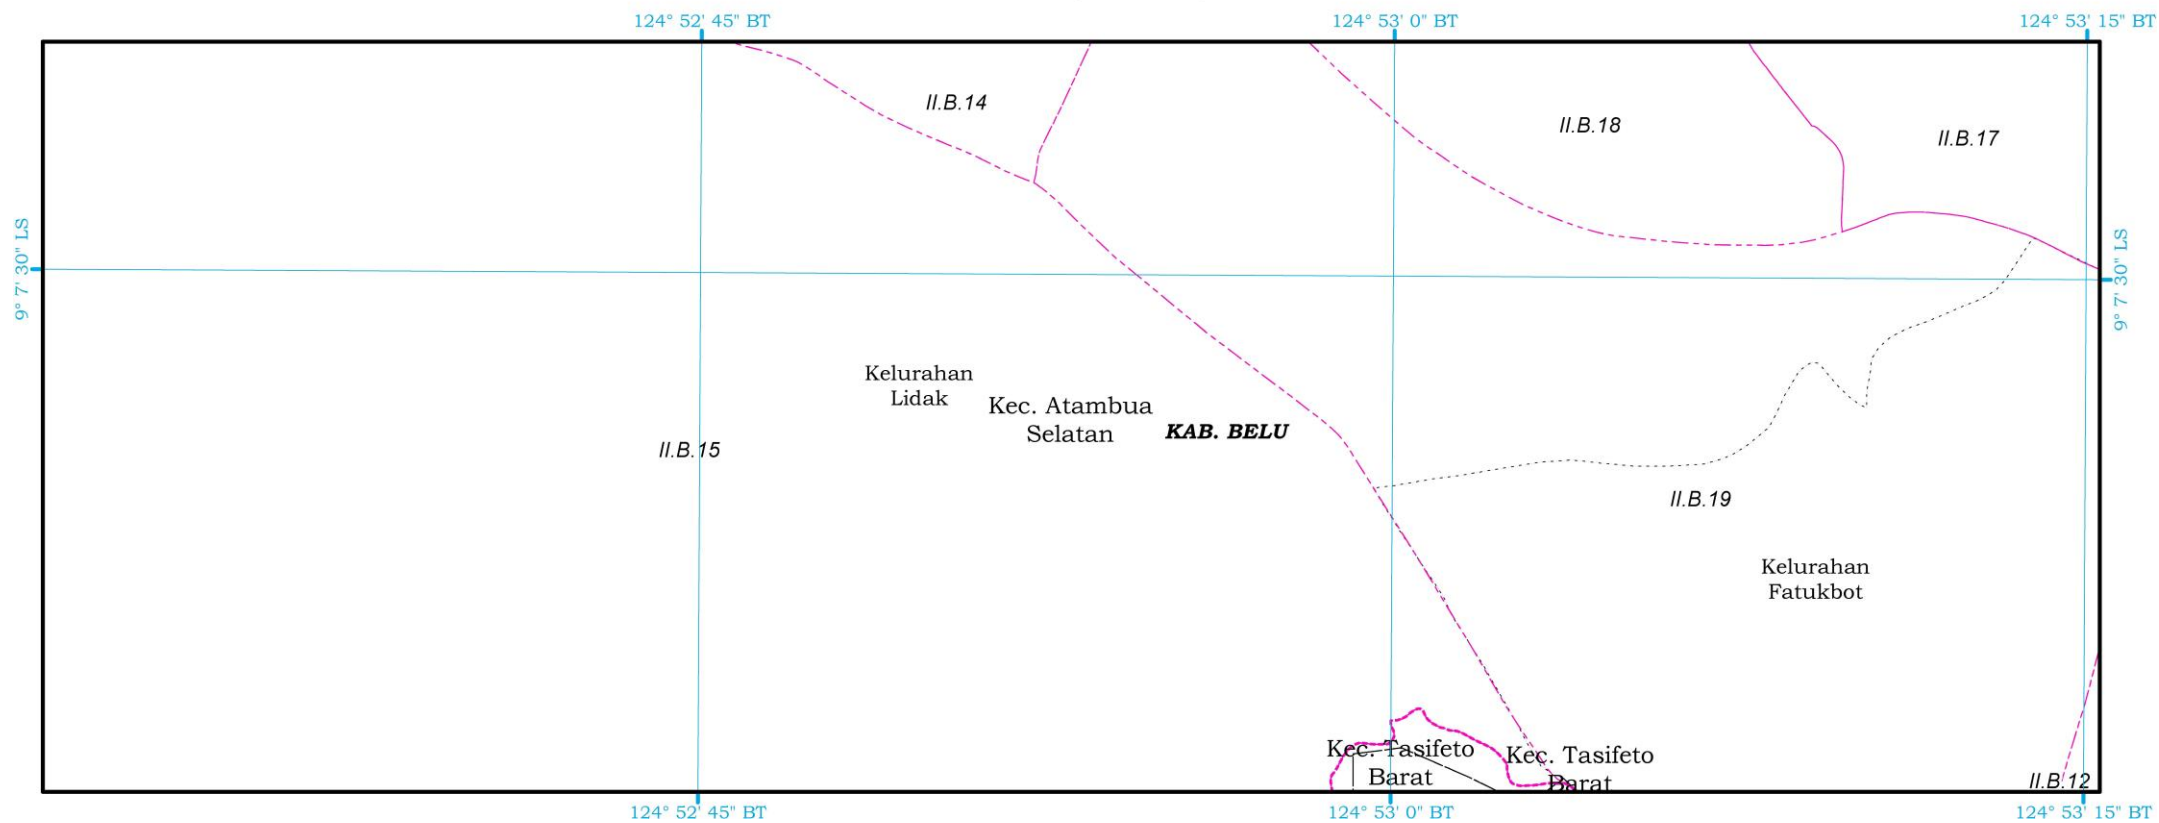 124° 52' 45" BT
124° 53' 0" BT
124° 53' 15" BT
II.B.14
II.B.18
II.B.17
9° 7' 30" LS
9° 7' 30" LS
Kelurahan
Lidak
Kec. Atambua
Selatan
KAB. BELU
II.B.15
II.B.19
Kelurahan
Fatukbot
Kec. Tasifeto
Barat
Kec. Tasifeto
Barat
II.B.12
124° 52' 45" BT
124° 53' 0" BT
124° 53' 15" BT